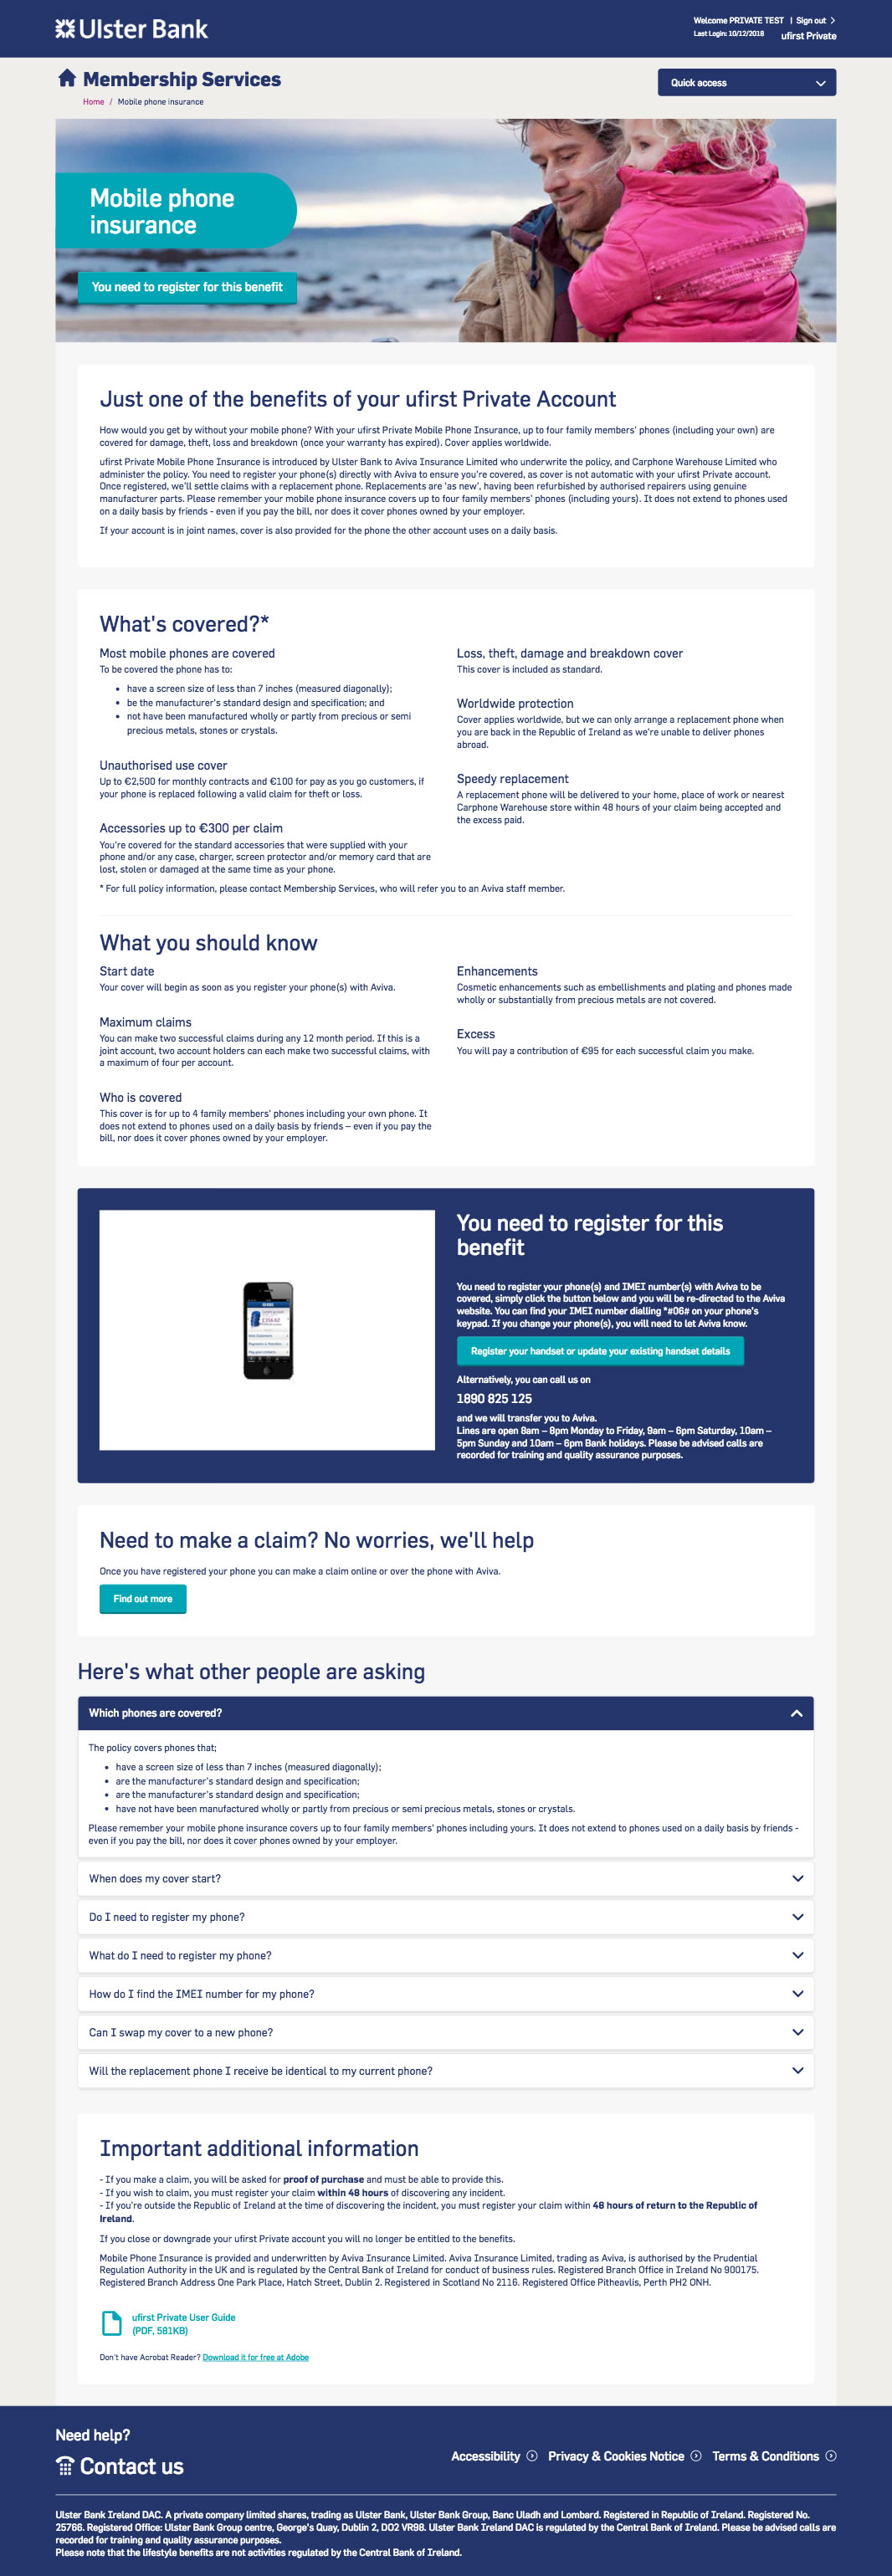 Ulster Bank
Welcome PRIVATE TEST | Sign out
Last Login: 10/12/2018 ufirst Private
Membership Services
Quick access
Home / Mobile phone insurance
Mobile phone
insurance
You need to register for this benefit
Just one of the benefits of your ufirst Private Account
How would you get by without your mobile phone? With your ufirst Private Mobile Phone Insurance, up to four family members' phones (including your own) are
covered for damage, theft, loss and breakdown (once your warranty has expired). Cover applies worldwide.
ufirst Private Mobile Phone Insurance is introduced by Ulster Bank to Aviva Insurance Limited who underwrite the policy, and Carphone Warehouse Limited who
administer the policy. You need to register your phone(s) directly with Aviva to ensure you're covered, as cover is not automatic with your ufirst Private account.
Once registered, we'll settle claims with a replacement phone. Replacements are 'as new', having been refurbished by authorised repairers using genuine
manufacturer parts. Please remember your mobile phone insurance covers up to four family members' phones (including yours). It does not extend to phones used
on a daily basis by friends - even if you pay the bill, nor does it cover phones owned by your employer.
If your account is in joint names, cover is also provided for the phone the other account uses on a daily basis.
What's covered?*
Most mobile phones are covered
To be covered the phone has to:
• have a screen size of less than 7 inches (measured diagonally);
• be the manufacturer's standard design and specification; and
• not have been manufactured wholly or partly from precious or semi
precious metals, stones or crystals.
Unauthorised use cover
Up to €2,500 for monthly contracts and €100 for pay as you go customers, if
your phone is replaced following a valid claim for theft or loss.
Accessories up to €300 per claim
You're covered for the standard accessories that were supplied with your
phone and/or any case, charger, screen protector and/or memory card that are
lost, stolen or damaged at the same time as your phone.
Loss, theft, damage and breakdown cover
This cover is included as standard.
Worldwide protection
Cover applies worldwide, but we can only arrange a replacement phone when
you are back in the Republic of Ireland as we're unable to deliver phones
abroad.
Speedy replacement
A replacement phone will be delivered to your home, place of work or nearest
Carphone Warehouse store within 48 hours of your claim being accepted and
the excess paid.
* For full policy information, please contact Membership Services, who will refer you to an Aviva staff member.
What you should know
Start date
Your cover will begin as soon as you register your phone(s) with Aviva.
Maximum claims
You can make two successful claims during any 12 month period. If this is a
joint account, two account holders can each make two successful claims, with
a maximum of four per account.
Who is covered
This cover is for up to 4 family members' phones including your own phone. It
does not extend to phones used on a daily basis by friends – even if you pay the
bill, nor does it cover phones owned by your employer.
Enhancements
Cosmetic enhancements such as embellishments and plating and phones made
wholly or substantially from precious metals are not covered.
Excess
You will pay a contribution of €95 for each successful claim you make.
You need to register for this
benefit
You need to register your phone(s) and IMEI number(s) with Aviva to be
covered, simply click the button below and you will be re-directed to the Aviva
website. You can find your IMEI number dialling *#06# on your phone's
keypad. If you change your phone(s), you will need to let Aviva know.
Register your handset or update your existing handset details
Alternatively, you can call us on
1890 825 125
and we will transfer you to Aviva.
Lines are open 8am – 8pm Monday to Friday, 9am – 6pm Saturday, 10am –
5pm Sunday and 10am – 6pm Bank holidays. Please be advised calls are
recorded for training and quality assurance purposes.
Need to make a claim? No worries, we'll help
Once you have registered your phone you can make a claim online or over the phone with Aviva.
Find out more
Here's what other people are asking
Which phones are covered?
The policy covers phones that;
• have a screen size of less than 7 inches (measured diagonally);
• are the manufacturer's standard design and specification;
• are the manufacturer's standard design and specification;
• have not have been manufactured wholly or partly from precious or semi precious metals, stones or crystals.
Please remember your mobile phone insurance covers up to four family members' phones including yours. It does not extend to phones used on a daily basis by friends -
even if you pay the bill, nor does it cover phones owned by your employer.
When does my cover start?
Do I need to register my phone?
What do I need to register my phone?
How do I find the IMEI number for my phone?
Can I swap my cover to a new phone?
Will the replacement phone I receive be identical to my current phone?
Important additional information
- If you make a claim, you will be asked for proof of purchase and must be able to provide this.
- If you wish to claim, you must register your claim within 48 hours of discovering any incident.
- If you're outside the Republic of Ireland at the time of discovering the incident, you must register your claim within 48 hours of return to the Republic of
Ireland.
If you close or downgrade your ufirst Private account you will no longer be entitled to the benefits.
Mobile Phone Insurance is provided and underwritten by Aviva Insurance Limited. Aviva Insurance Limited, trading as Aviva, is authorised by the Prudential
Regulation Authority in the UK and is regulated by the Central Bank of Ireland for conduct of business rules. Registered Branch Office in Ireland No 900175.
Registered Branch Address One Park Place, Hatch Street, Dublin 2. Registered in Scotland No 2116. Registered Office Pitheavlis, Perth PH2 ONH.
ufirst Private User Guide
(PDF, 581KB)
Don't have Acrobat Reader? Download it for free at Adobe
Need help?
Contact us
Accessibility Privacy & Cookies Notice Terms & Conditions
Ulster Bank Ireland DAC. A private company limited shares, trading as Ulster Bank, Ulster Bank Group, Banc Uladh and Lombard. Registered in Republic of Ireland. Registered No.
25766. Registered Office: Ulster Bank Group centre, George's Quay, Dublin 2, DO2 VR98. Ulster Bank Ireland DAC is regulated by the Central Bank of Ireland. Please be advised calls are
recorded for training and quality assurance purposes.
Please note that the lifestyle benefits are not activities regulated by the Central Bank of Ireland.